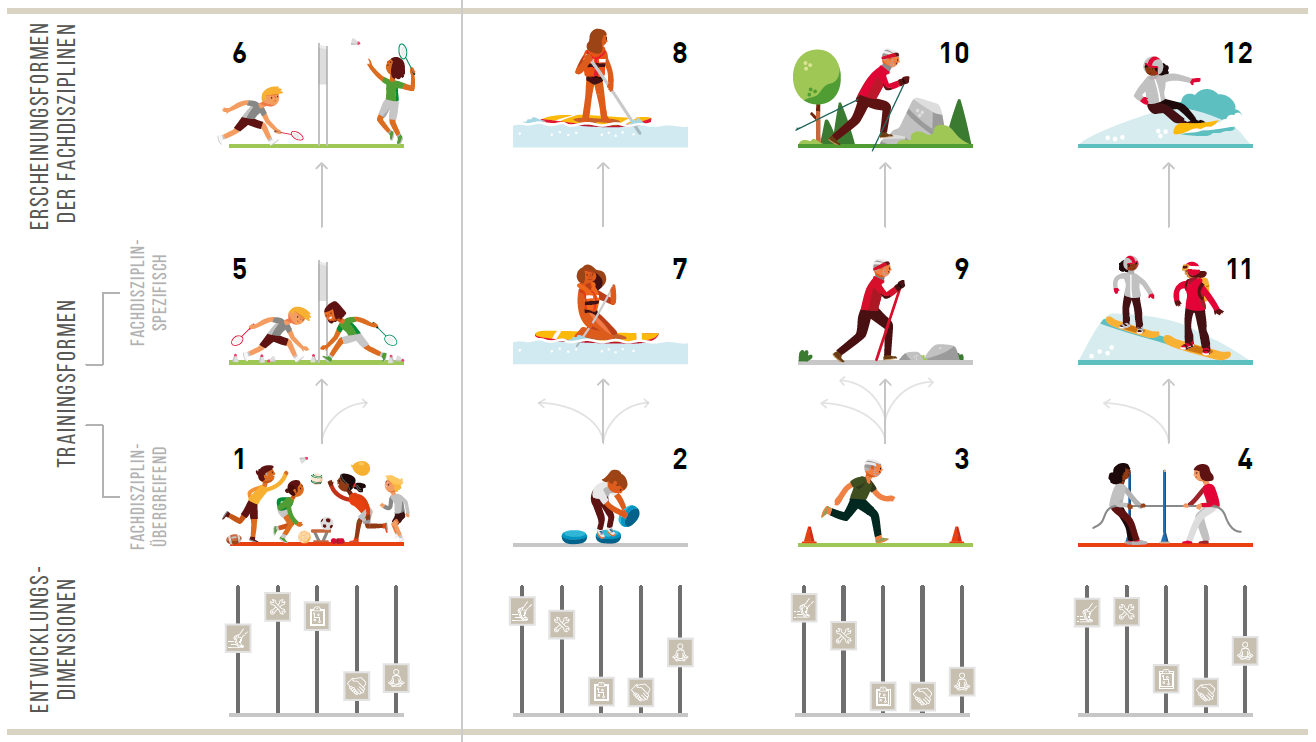 ERSCHEINUNGSFORMEN
DER FACHDISZIPLINEN
6
8
10
12
TRAININGSFORMEN
FACHDISZIPLIN-
SPEZIFISCH
5
7
9
11
FACHDISZIPLIN-
ÜBERGREIFEND
1
2
3
4
ENTWICKLUNGS-
DIMENSIONEN